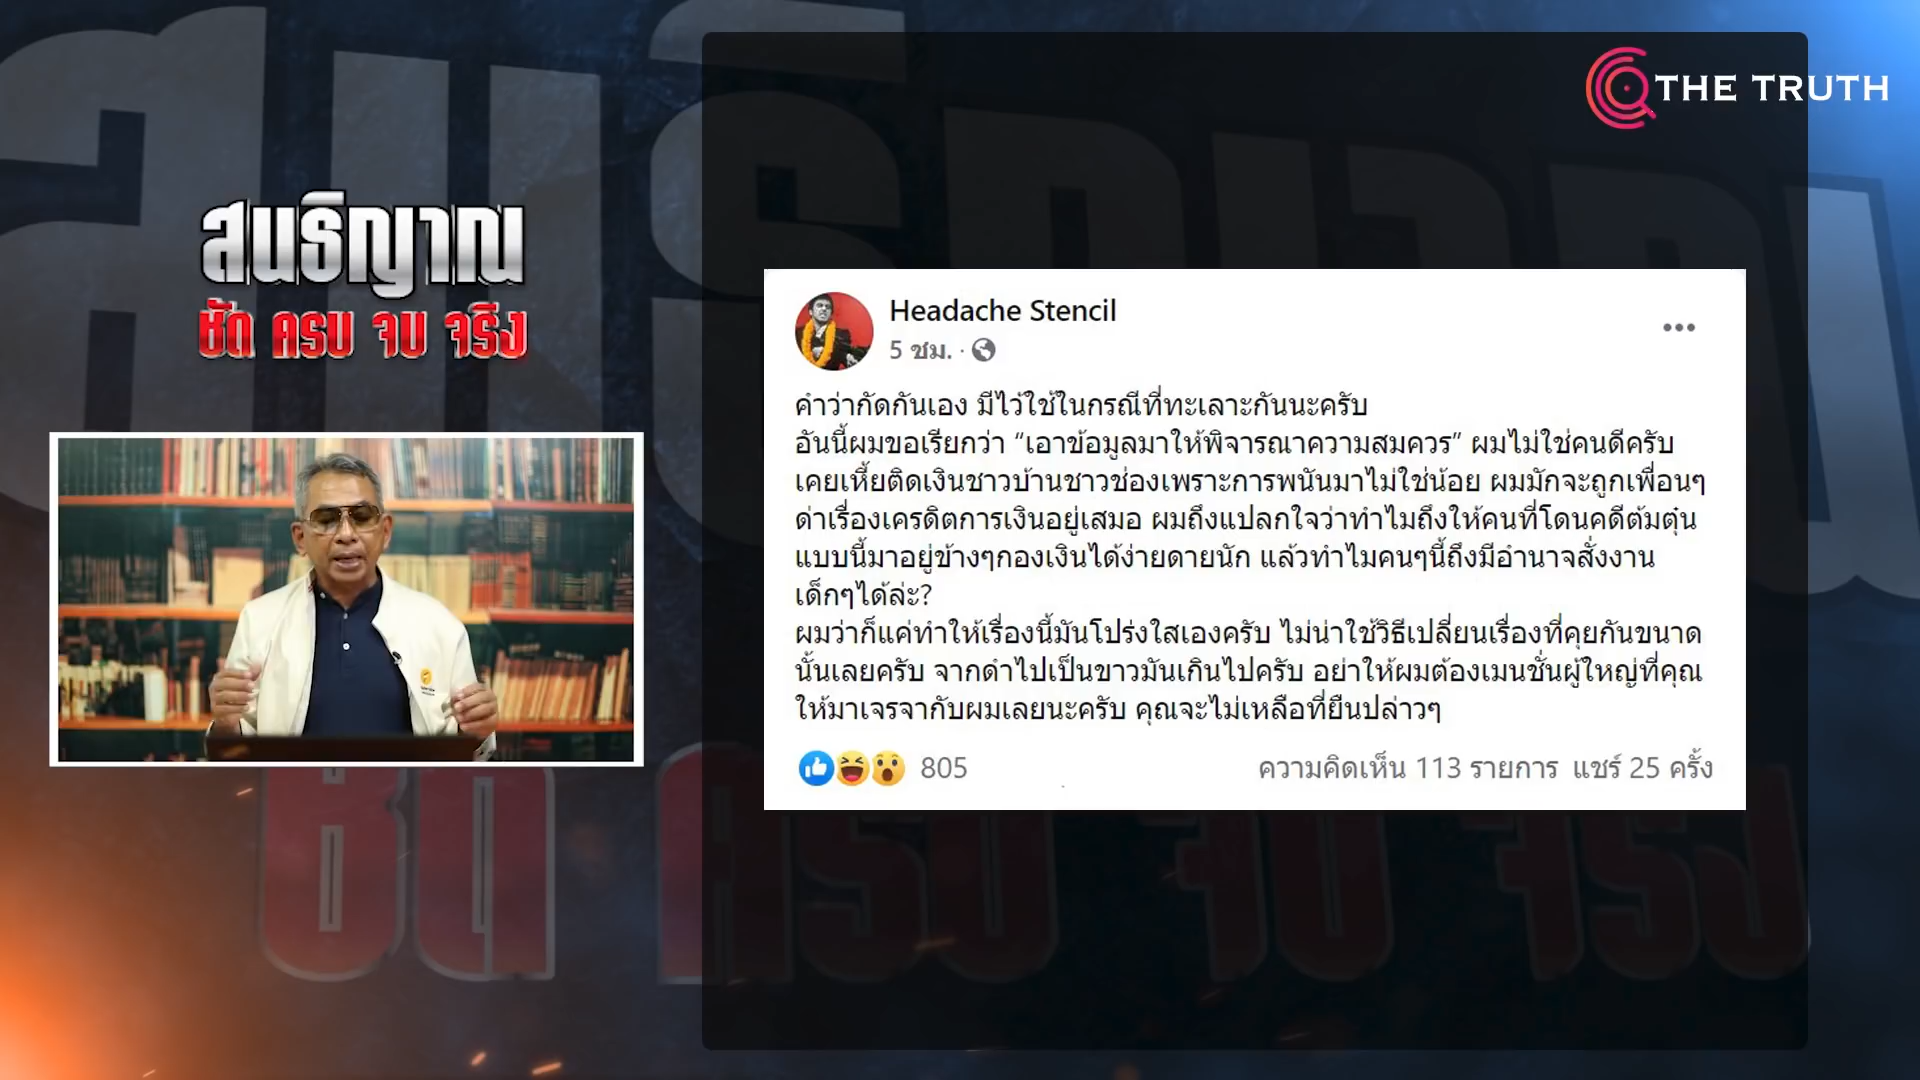 THE TRUTH
สนธิญาณ
ชัด ครบ จบ จริง
Headache Stencil
5 ชม.
คำว่ากัดกันเอง มีไว้ใช้ในกรณีที่ทะเลาะกันนะครับ
อันนี้ผมขอเรียกว่า “เอาข้อมูลมาให้พิจารณาความสมควร” ผมไม่ใช่คนดีครับ
เคยเหี้ยติดเงินชาวบ้านชาวช่องเพราะการพนันมาไม่ใช่น้อย ผมมักจะถูกเพื่อนๆ
ด่าเรื่องเครดิตการเงินอยู่เสมอ ผมถึงแปลกใจว่าทำไมถึงให้คนที่โดนคดีต้มตุ๋น
แบบนี้มาอยู่ข้างๆกองเงินได้ง่ายดายนัก แล้วทำไมคนๆนี้ถึงมีอำนาจสั่งงาน
เด็กๆได้ล่ะ?
ผมว่าก็แค่ทำให้เรื่องนี้มันโปร่งใสเองครับ ไม่น่าใช้วิธีเปลี่ยนเรื่องที่คุยกันขนาด
นั้นเลยครับ จากดำไปเป็นขาวมันเกินไปครับ อย่าให้ผมต้องเมนชั่นผู้ใหญ่ที่คุณ
ให้มาเจรจากับผมเลยนะครับ คุณจะไม่เหลือที่ยืนปล่าวๆ
805
ความคิดเห็น 113 รายการ แชร์ 25 ครั้ง